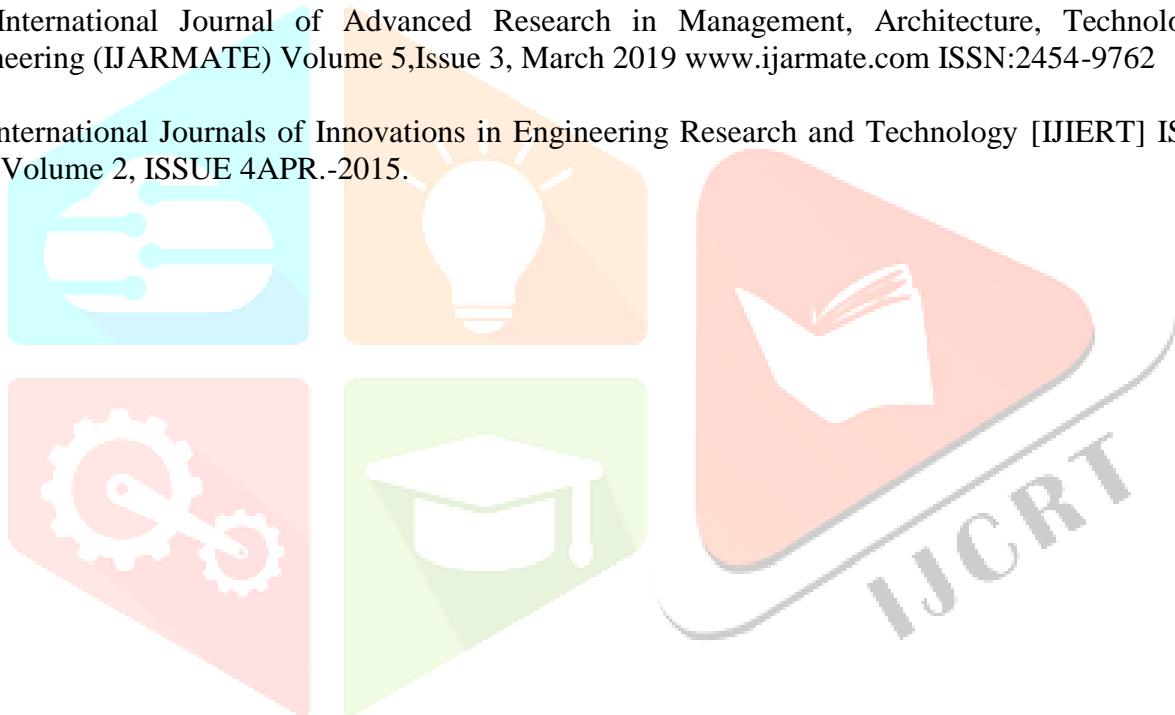 International Journal of Advanced Research in Management, Architecture, Technolo
neering (IJARMATE) Volume 5,Issue 3, March 2019 www.ijarmate.com ISSN:2454-9762
nternational Journals of Innovations in Engineering Research and Technology [IJIERT] IS
Volume 2, ISSUE 4APR.-2015.
IJCRT